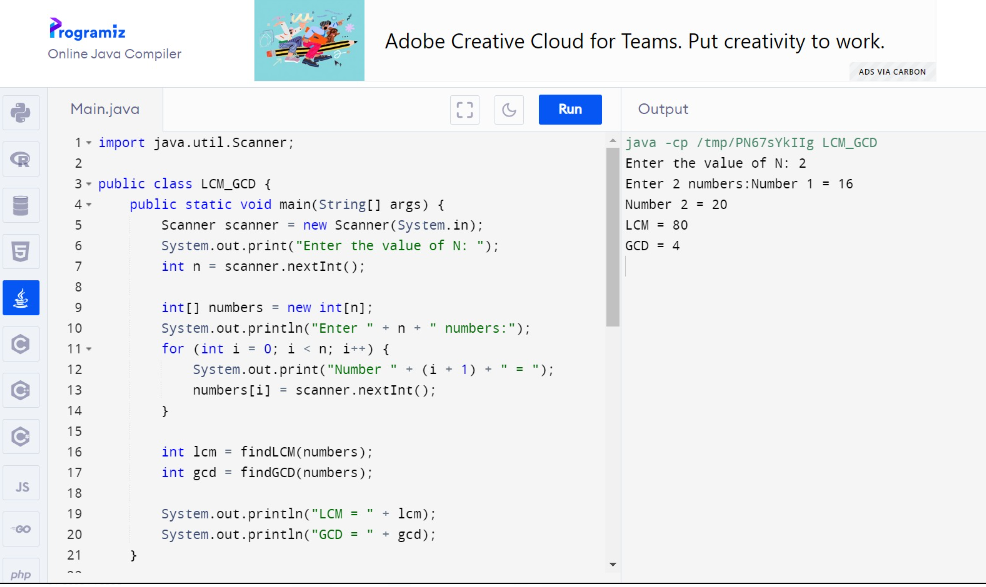 Programiz
Online Java Compiler
Adobe Creative Cloud for Teams. Put creativity to work.
ADS VIA CARBON
Main.java
Run
Output
1 import java.util.Scanner;
2
3 public class LCM_GCD {
4     public static void main(String[] args) {
5         Scanner scanner = new Scanner(System.in);
6         System.out.print("Enter the value of N: ");
7         int n = scanner.nextInt();
8
9         int[] numbers = new int[n];
10         System.out.println("Enter " + n + " numbers:");
11         for (int i = 0; i < n; i++) {
12             System.out.print("Number " + (i + 1) + " = ");
13             numbers[i] = scanner.nextInt();
14         }
15
16         int lcm = findLCM(numbers);
17         int gcd = findGCD(numbers);
18
19         System.out.println("LCM = " + lcm);
20         System.out.println("GCD = " + gcd);
21     }
java -cp /tmp/PN67sYkIIg LCM_GCD
Enter the value of N: 2
Enter 2 numbers:Number 1 = 16
Number 2 = 20
LCM = 80
GCD = 4
R
C
C
C
JS
GO
php